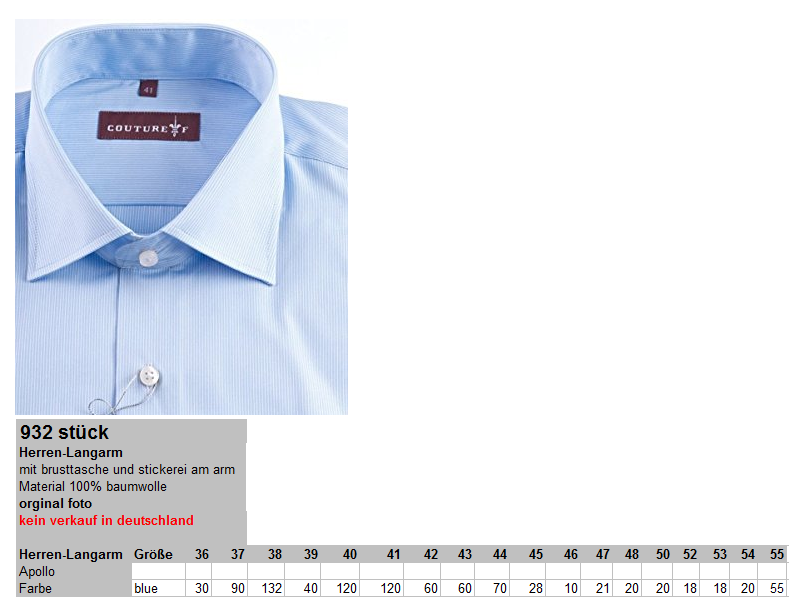 41
COUTURE F
932 stück
Herren-Langarm
mit brusttasche und stickerei am arm
Material 100% baumwolle
orginal foto
kein verkauf in deutschland
Herren-Langarm Größe 36 37 38 39 40 41 42 43 44 45 46 47 48 50 52 53 54 55
Apollo
Farbe blue 30 90 132 40 120 120 60 60 70 28 10 21 20 20 18 18 20 55